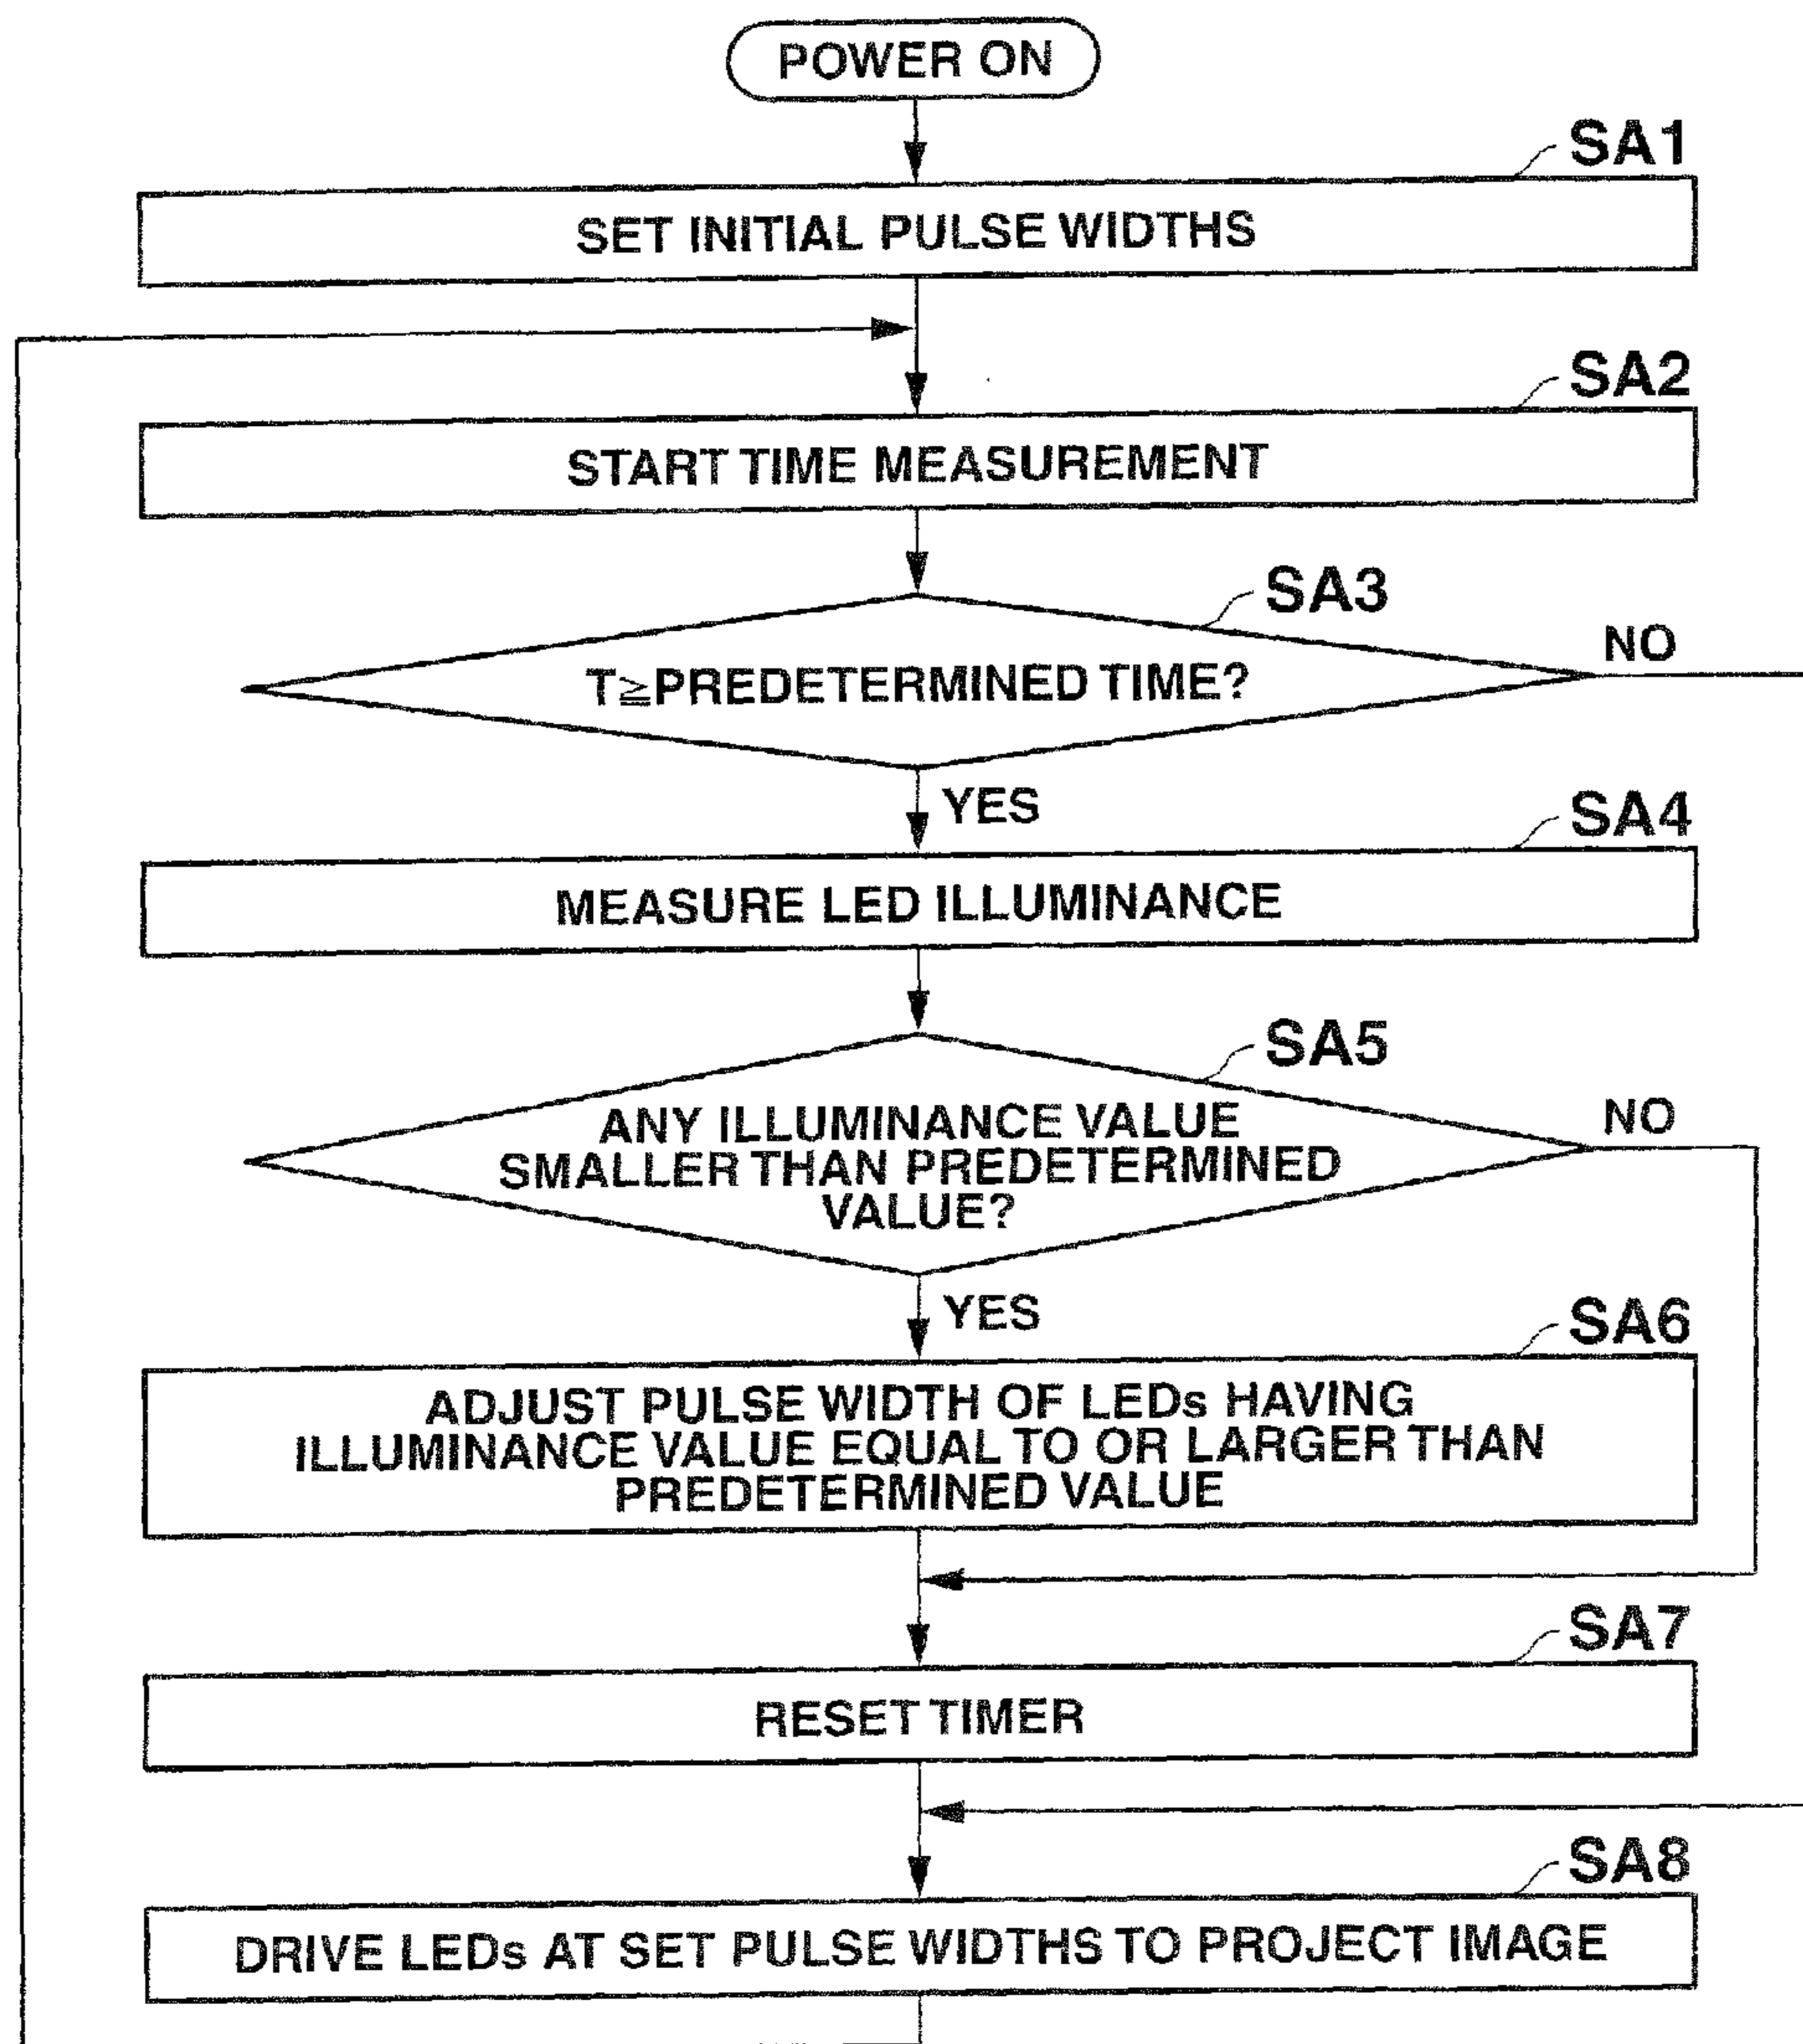 POWER ON
SA1
SET INITIAL PULSE WIDTHS
SA2
START TIME MEASUREMENT
SA3
NO
T≧PREDETERMINED TIME?
YES
SA4
MEASURE LED ILLUMINANCE
SA5
NO
ANY ILLUMINANCE VALUE
SMALLER THAN PREDETERMINED
VALUE?
YES
SA6
ADJUST PULSE WIDTH OF LEDs HAVING
ILLUMINANCE VALUE EQUAL TO OR LARGER THAN
PREDETERMINED VALUE
SA7
RESET TIMER
SA8
DRIVE LEDs AT SET PULSE WIDTHS TO PROJECT IMAGE